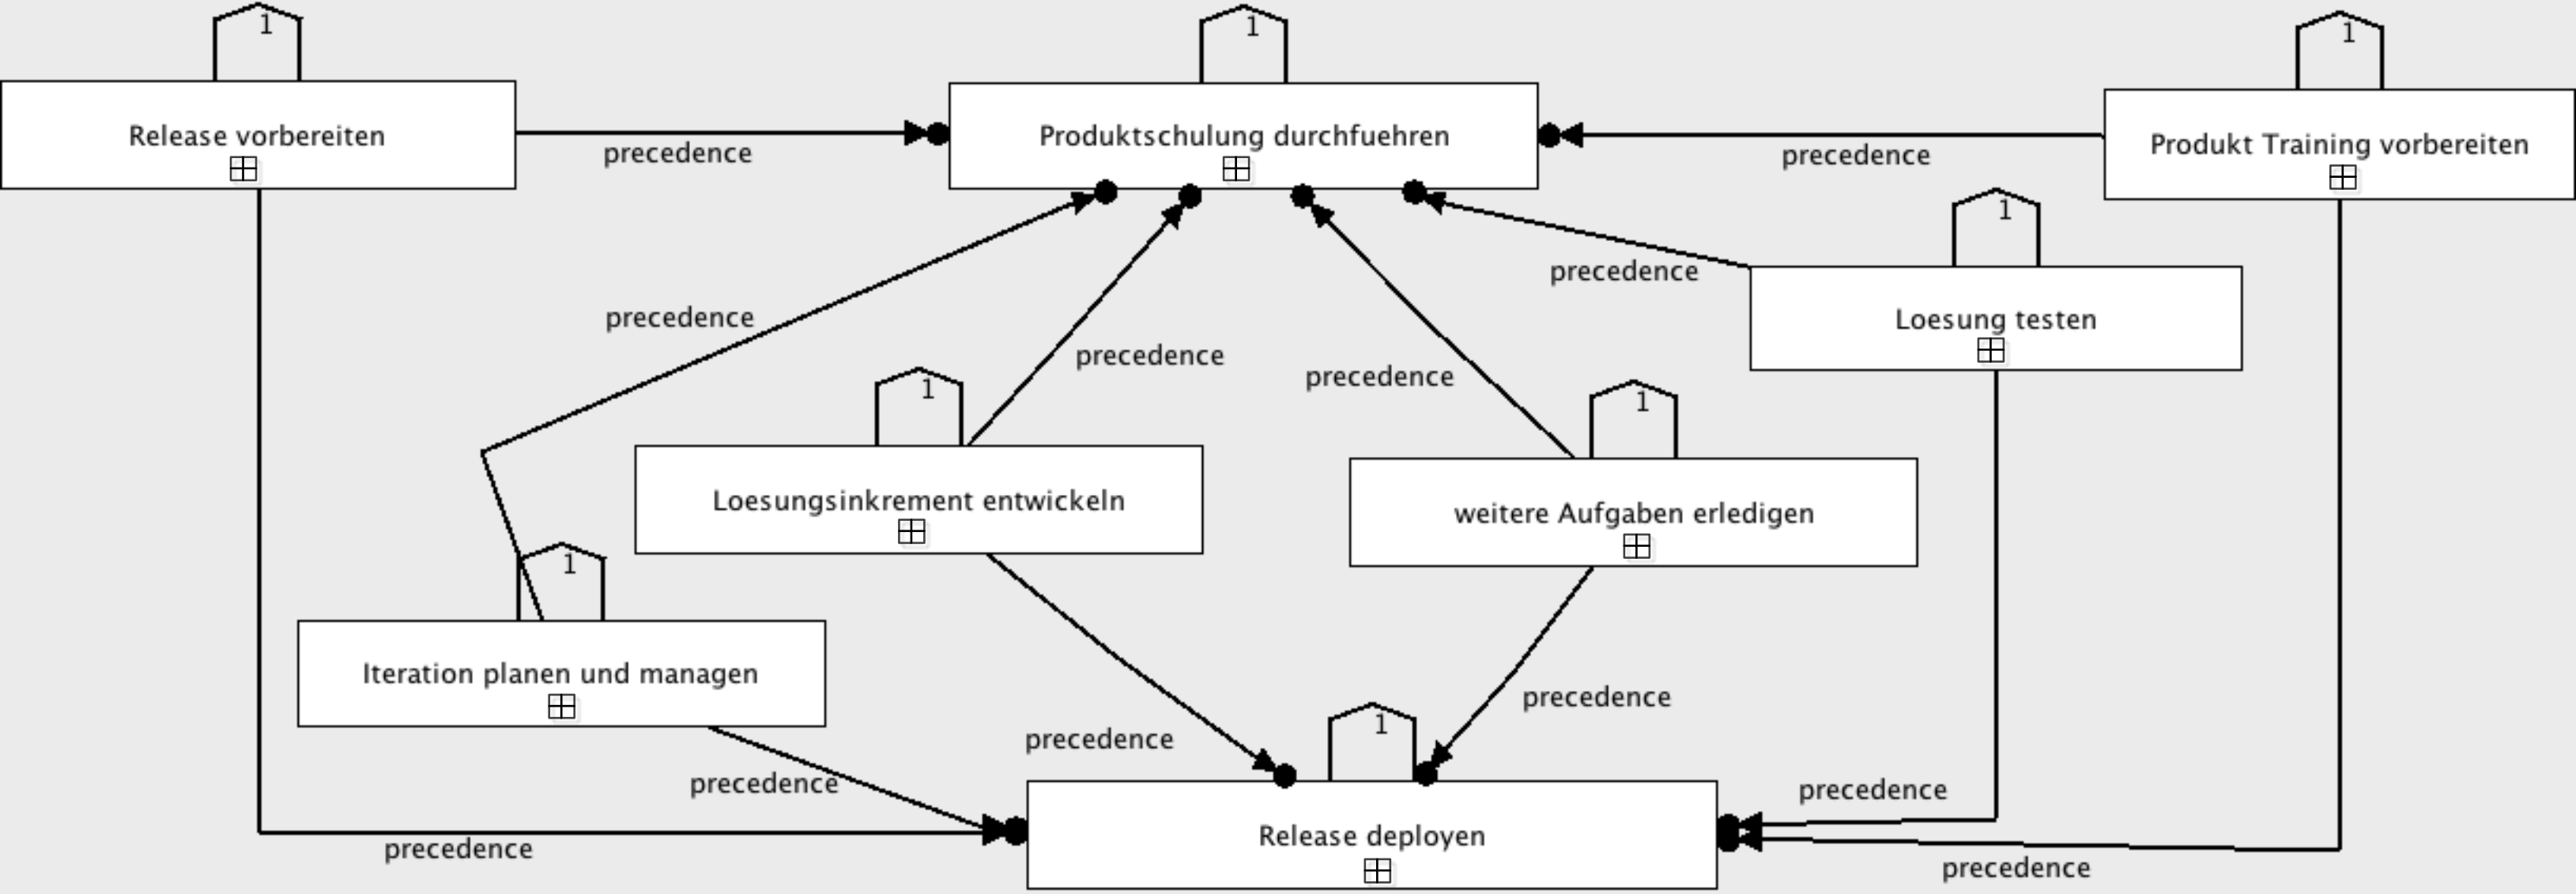 1
1
1
Release vorbereiten
precedence
Produktschulung durchfuehren
precedence
Produkt Training vorbereiten
1
precedence
Loesung testen
precedence
precedence
precedence
1
1
Loesungsinkrement entwickeln
weitere Aufgaben erledigen
1
Iteration planen und managen
precedence
precedence
1
precedence
precedence
Release deployen
precedence
precedence